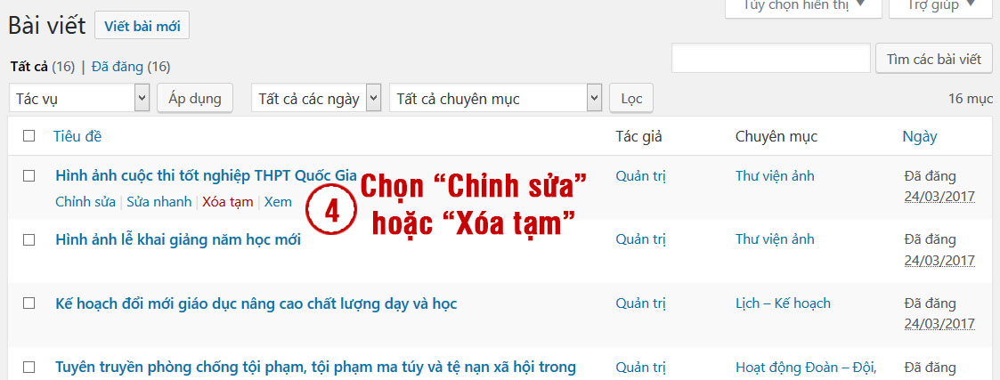 Tùy chọn hiển thị
Trợ giúp
Bài viết
Viết bài mới
Tất cả (16) | Đã đăng (16)
Tìm các bài viết
Tác vụ
Áp dụng
Tất cả các ngày
Tất cả chuyên mục
Lọc
16 mục
Tiêu đề
Tác giả
Chuyên mục
Ngày
Hình ảnh cuộc thi tốt nghiệp THPT Quốc Gia
Quản trị
Thư viện ảnh
Đã đăng
24/03/2017
Chỉnh sửa | Sửa nhanh | Xóa tạm | Xem
4
Chọn “Chỉnh sửa”
hoặc “Xóa tạm”
Hình ảnh lễ khai giảng năm học mới
Quản trị
Thư viện ảnh
Đã đăng
24/03/2017
Kế hoạch đổi mới giáo dục nâng cao chất lượng dạy và học
Quản trị
Lịch – Kế hoạch
Đã đăng
24/03/2017
Tuyên truyền phòng chống tội phạm, tội phạm ma túy và tệ nạn xã hội trong
Quản trị
Hoạt động Đoàn – Đội,
Đã đăng